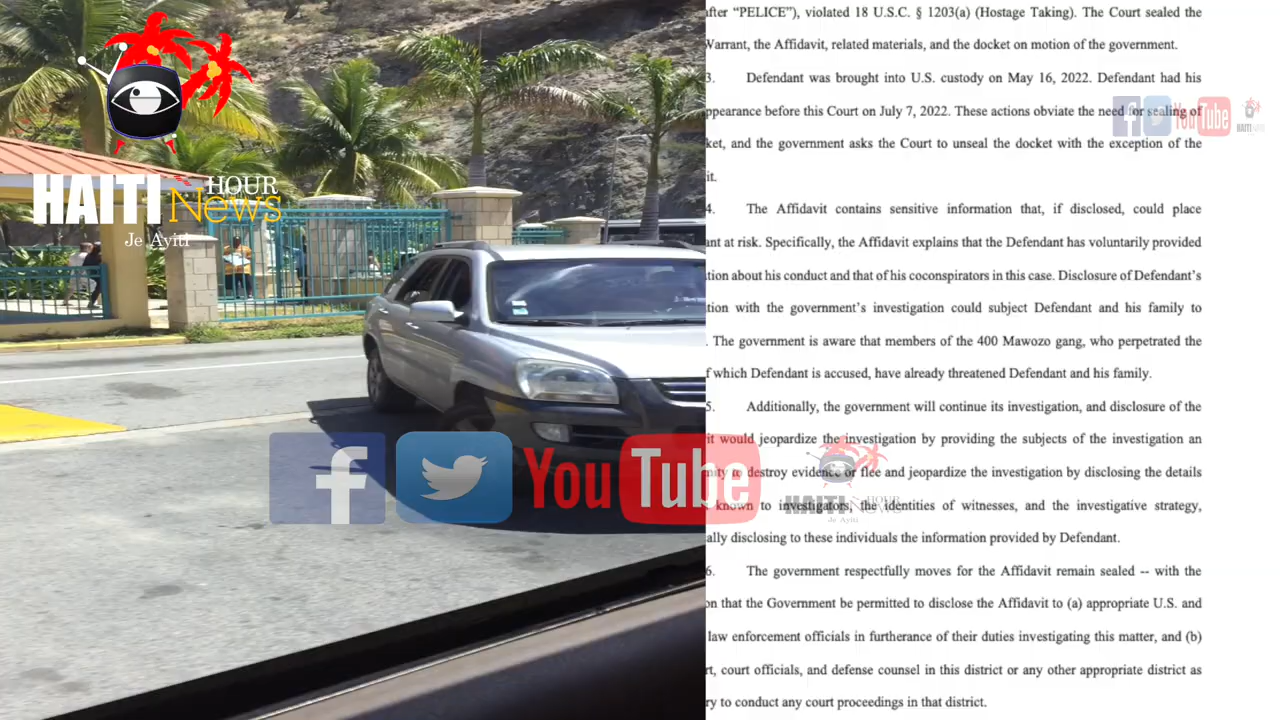 HAITI HOUR
News
Je Ayiti
f
You Tube
You Tube
HAITI HOUR
News
Je Ayiti
"PELICE"), violated 18 U.S.C. § 1203(a) (Hostage Taking). The Court sealed the
Warrant, the Affidavit, related materials, and the docket on motion of the government.
3. Defendant was brought into U.S. custody on May 16, 2022. Defendant had his
ppearance before this Court on July 7, 2022. These actions obviate the need for sealing of
ket, and the government asks the Court to unseal the docket with the exception of the
it.
4. The Affidavit contains sensitive information that, if disclosed, could place
ant at risk. Specifically, the Affidavit explains that the Defendant has voluntarily provided
tion about his conduct and that of his coconspirators in this case. Disclosure of Defendant's
tion with the government's investigation could subject Defendant and his family to
. The government is aware that members of the 400 Mawozo gang, who perpetrated the
f which Defendant is accused, have already threatened Defendant and his family.
5. Additionally, the government will continue its investigation, and disclosure of the
it would jeopardize the investigation by providing the subjects of the investigation an
nity to destroy evidence or flee and jeopardize the investigation by disclosing the details
known to investigators, the identities of witnesses, and the investigative strategy,
ally disclosing to these individuals the information provided by Defendant.
6. The government respectfully moves for the Affidavit remain sealed -- with the
on that the Government be permitted to disclose the Affidavit to (a) appropriate U.S. and
law enforcement officials in furtherance of their duties investigating this matter, and (b)
rt, court officials, and defense counsel in this district or any other appropriate district as
ry to conduct any court proceedings in that district.